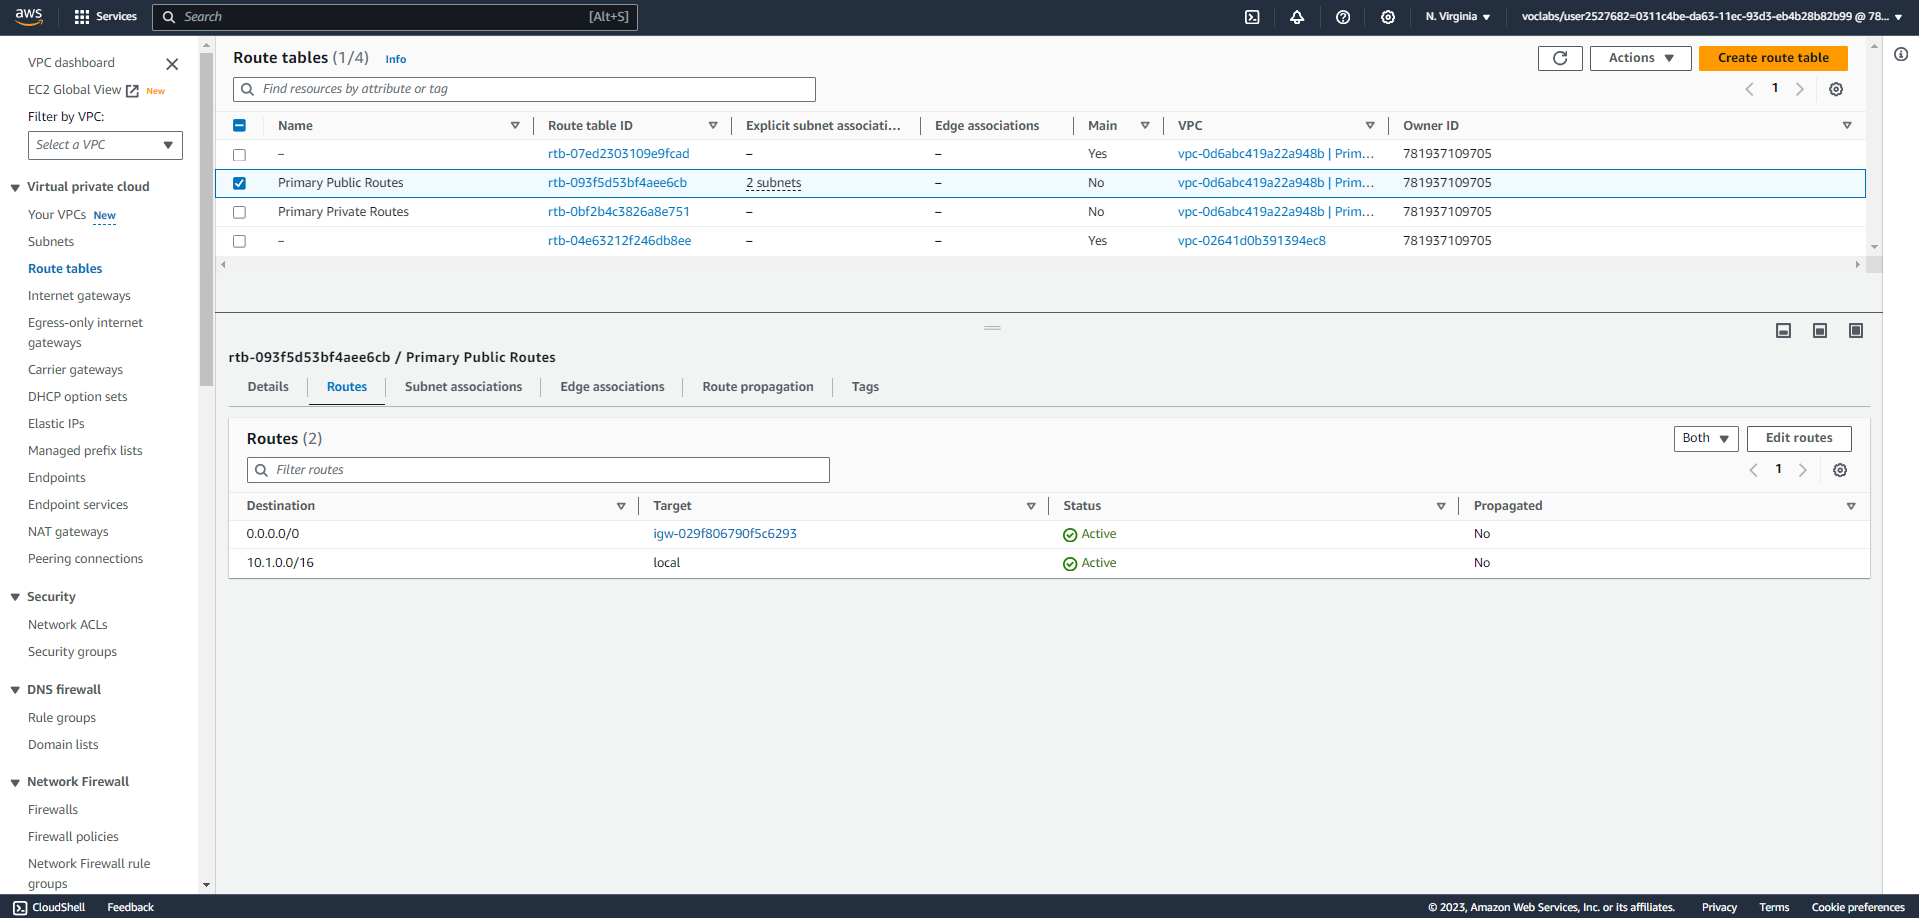 aws
Services
Search [Alt+S]
N. Virginia
voclabs/user2527682=0311c4be-da63-11ec-93d3-eb4b28b82b99 @ 78...
VPC dashboard
EC2 Global View New
Filter by VPC:
Select a VPC
Virtual private cloud
Your VPCs New
Subnets
Route tables
Internet gateways
Egress-only internet
gateways
Carrier gateways
DHCP option sets
Elastic IPs
Managed prefix lists
Endpoints
Endpoint services
NAT gateways
Peering connections
Security
Network ACLs
Security groups
DNS firewall
Rule groups
Domain lists
Network Firewall
Firewalls
Firewall policies
Network Firewall rule
groups
Route tables (1/4) Info
Actions
Create route table
Find resources by attribute or tag
1
Name Route table ID Explicit subnet associati... Edge associations Main VPC Owner ID
– rtb-07ed2303109e9fcad – – Yes vpc-0d6abc419a22a948b | Prim... 781937109705
Primary Public Routes rtb-093f5d53bf4aee6cb 2 subnets – No vpc-0d6abc419a22a948b | Prim... 781937109705
Primary Private Routes rtb-0bf2b4c3826a8e751 – – No vpc-0d6abc419a22a948b | Prim... 781937109705
– rtb-04e63212f246db8ee – – Yes vpc-02641d0b391394ec8 781937109705
rtb-093f5d53bf4aee6cb / Primary Public Routes
Details Routes Subnet associations Edge associations Route propagation Tags
Routes (2)
Both
Edit routes
Filter routes
1
Destination Target Status Propagated
0.0.0.0/0 igw-029f806790f5c6293 Active No
10.1.0.0/16 local Active No
CloudShell Feedback
© 2023, Amazon Web Services, Inc. or its affiliates. Privacy Terms Cookie preferences